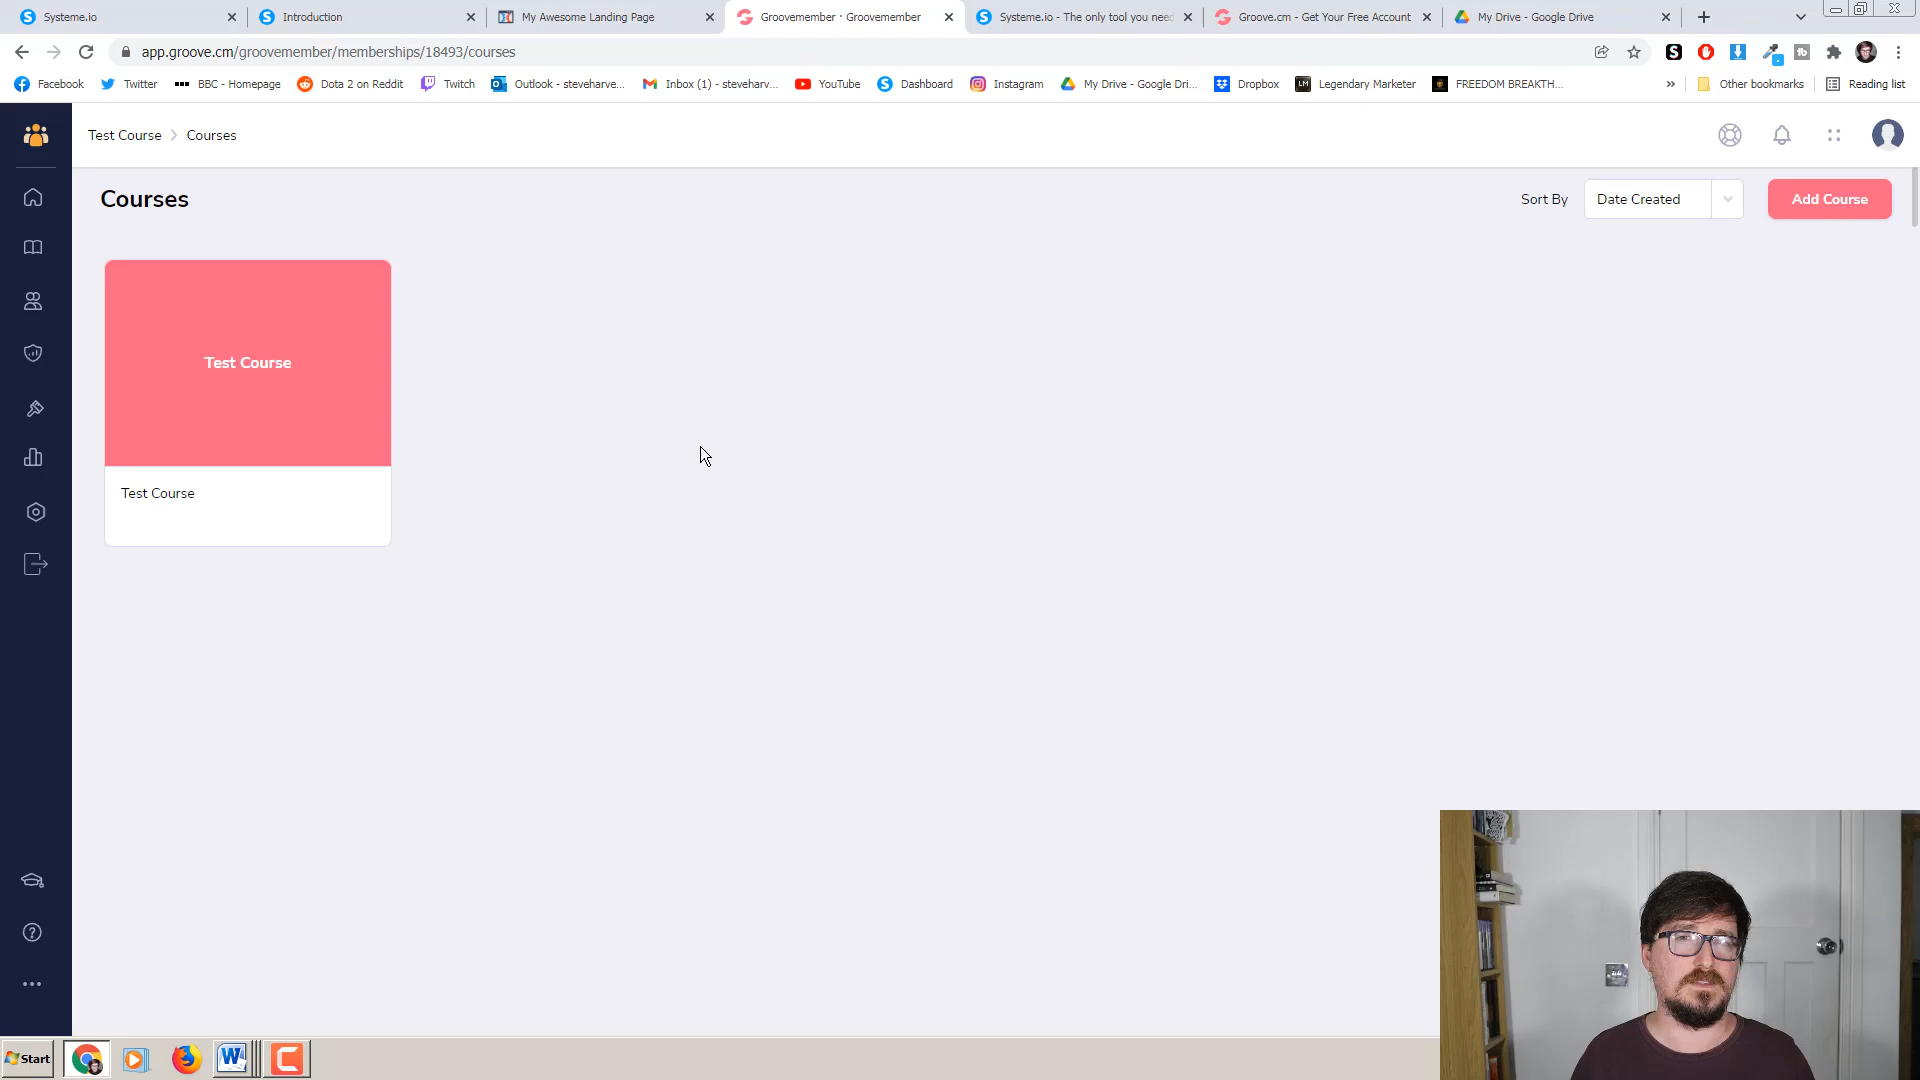 Systeme.io
Introduction
My Awesome Landing Page
Groovemember · Groovemember
Systeme.io - The only tool you need
Groove.cm - Get Your Free Account
My Drive - Google Drive
app.groove.cm/groovemember/memberships/18493/courses
Facebook
Twitter
BBC - Homepage
Dota 2 on Reddit
Twitch
Outlook - steveharve...
Inbox (1) - steveharv...
YouTube
Dashboard
Instagram
My Drive - Google Dri...
Dropbox
Legendary Marketer
FREEDOM BREAKTH...
Other bookmarks
Reading list
Test Course > Courses
Courses
Sort By
Date Created
Add Course
Test Course
Test Course
Start